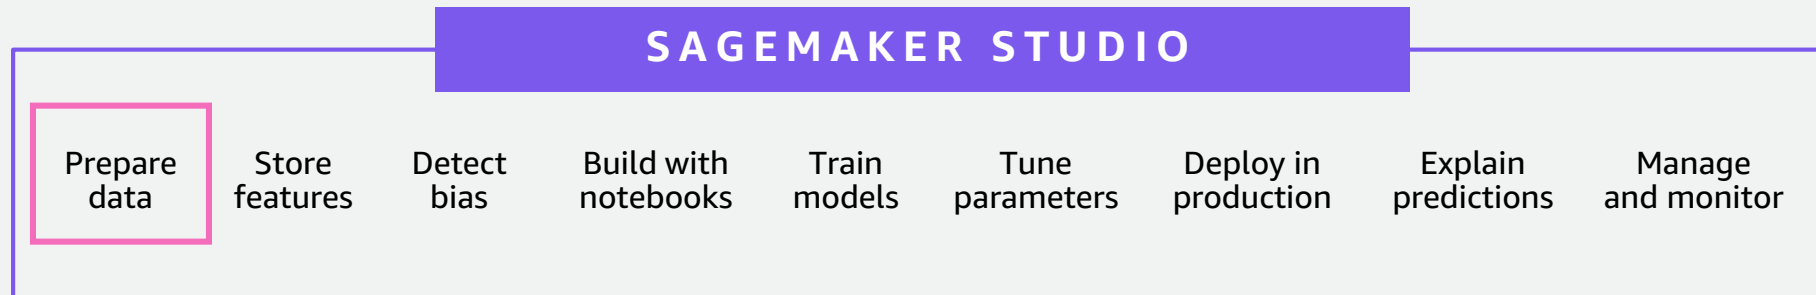 SAGEMAKER STUDIO
Prepare
data
Store
features
Detect
bias
Build with
notebooks
Train
models
Tune
parameters
Deploy in
production
Explain
predictions
Manage
and monitor